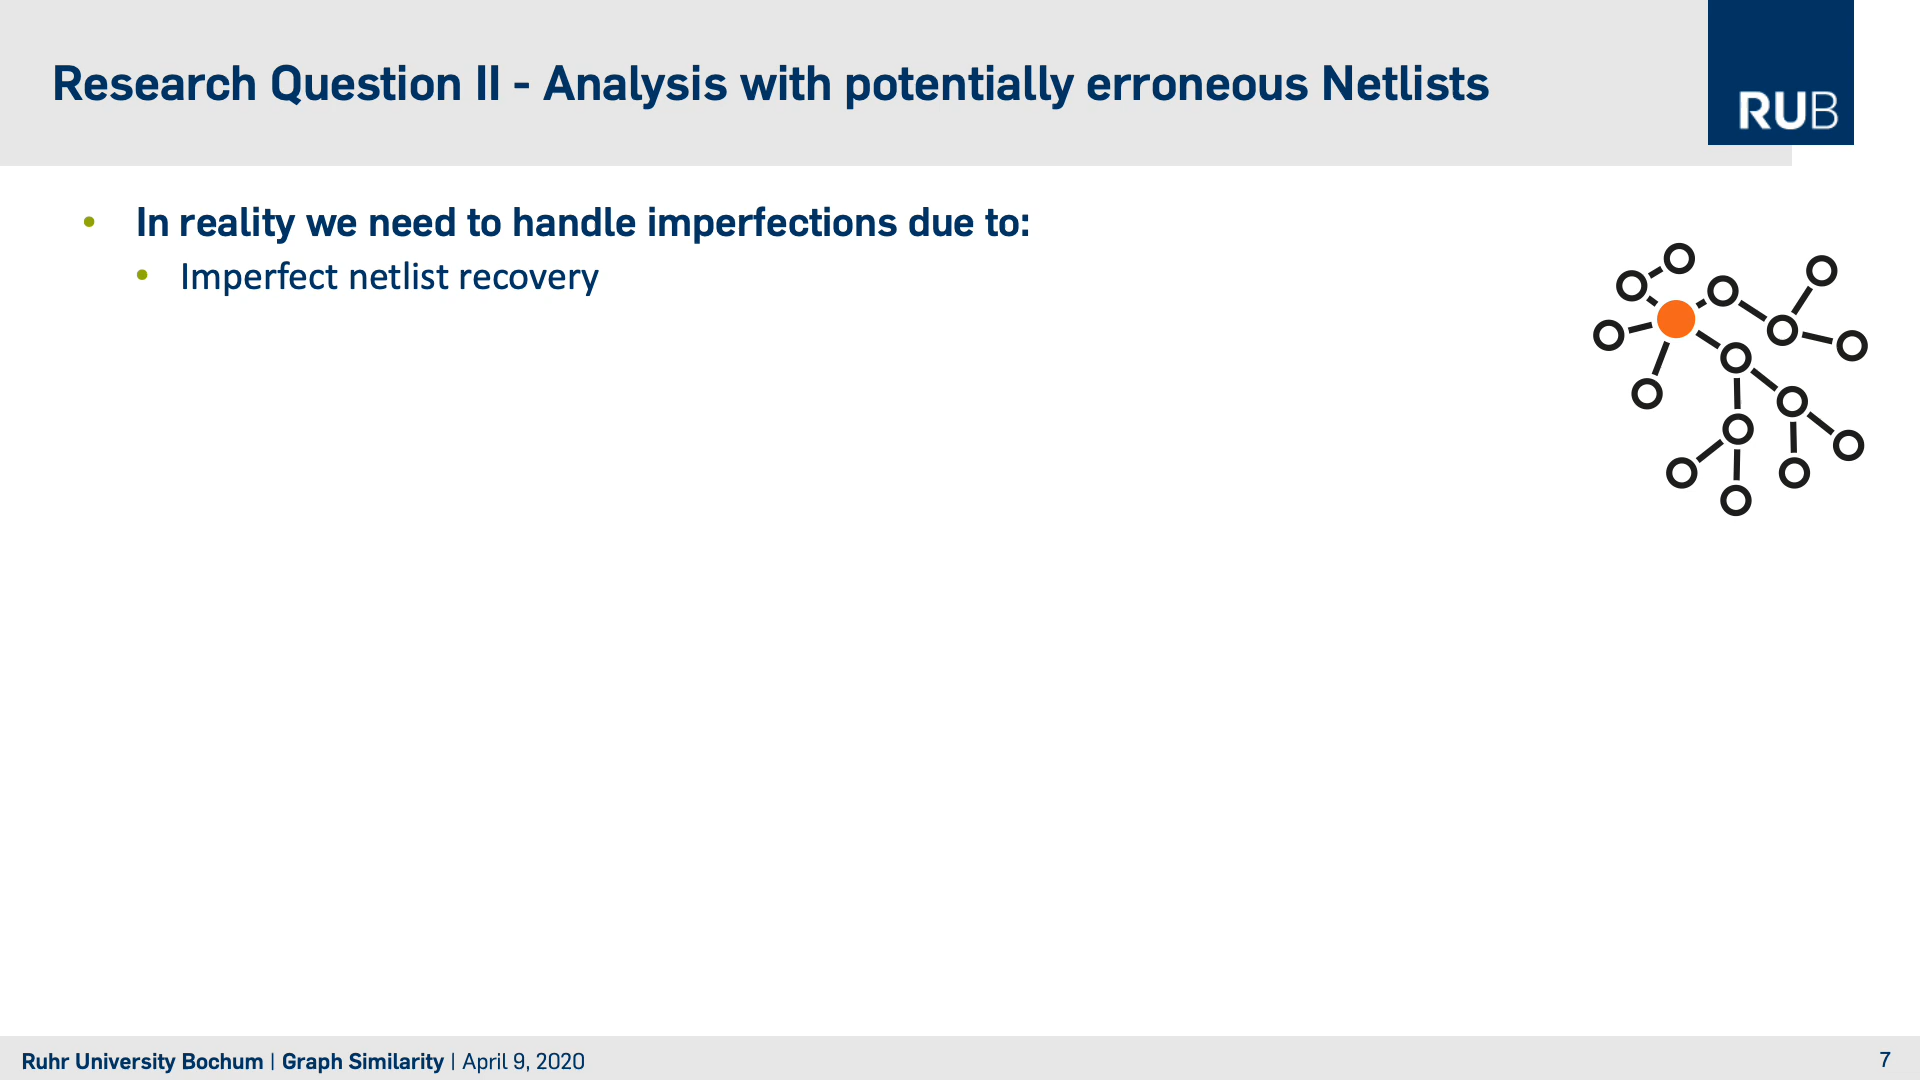 Research Question II - Analysis with potentially erroneous Netlists
RUB
• In reality we need to handle imperfections due to:
• Imperfect netlist recovery
Ruhr University Bochum | Graph Similarity | April 9, 2020
7